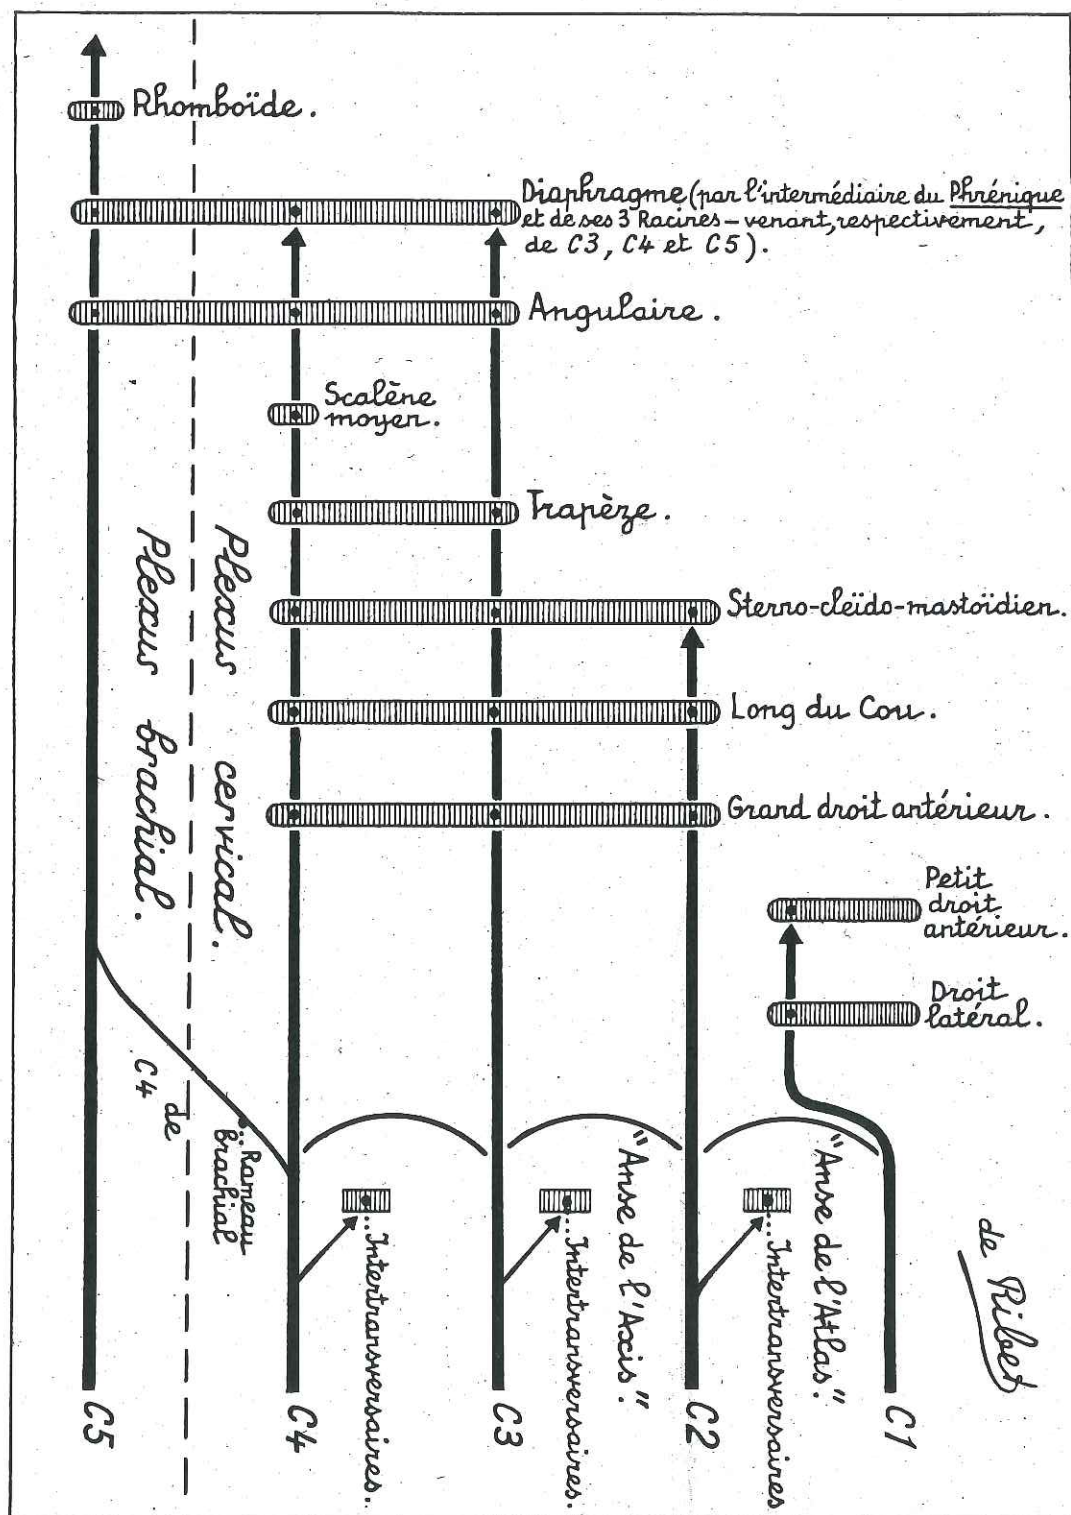 Rhomboïde.
Diaphragme (par l'intermédiaire du Phrénique
et de ses 3 Racines – venant, respectivement,
de C3, C4 et C5).
Angulaire.
Scalène
moyen.
Trapèze.
Sterno-cleïdo-mastoïdien.
Long du Cou.
Grand droit antérieur.
Petit
droit
antérieur.
Droit
latéral.
Plexus cervical.
Plexus brachial.
...Rameau
brachial
de
C4
"Anse de l'Atlas".
"Anse de l'Axis".
...Intertransversaires
...Intertransversaires.
...Intertransversaires.
de Ribet
C1
C2
C3
C4
C5